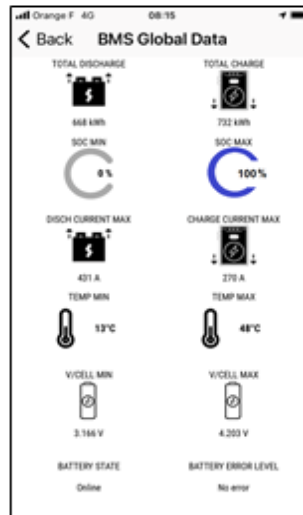 Orange F 4G 08:15
Back BMS Global Data
TOTAL DISCHARGE TOTAL CHARGE
668 kWh 732 kWh
SOC MIN SOC MAX
0 % 100 %
DISCH CURRENT MAX CHARGE CURRENT MAX
431 A 270 A
TEMP MIN TEMP MAX
13°C 48°C
V/CELL MIN V/CELL MAX
3.166 V 4.203 V
BATTERY STATE BATTERY ERROR LEVEL
Online No error